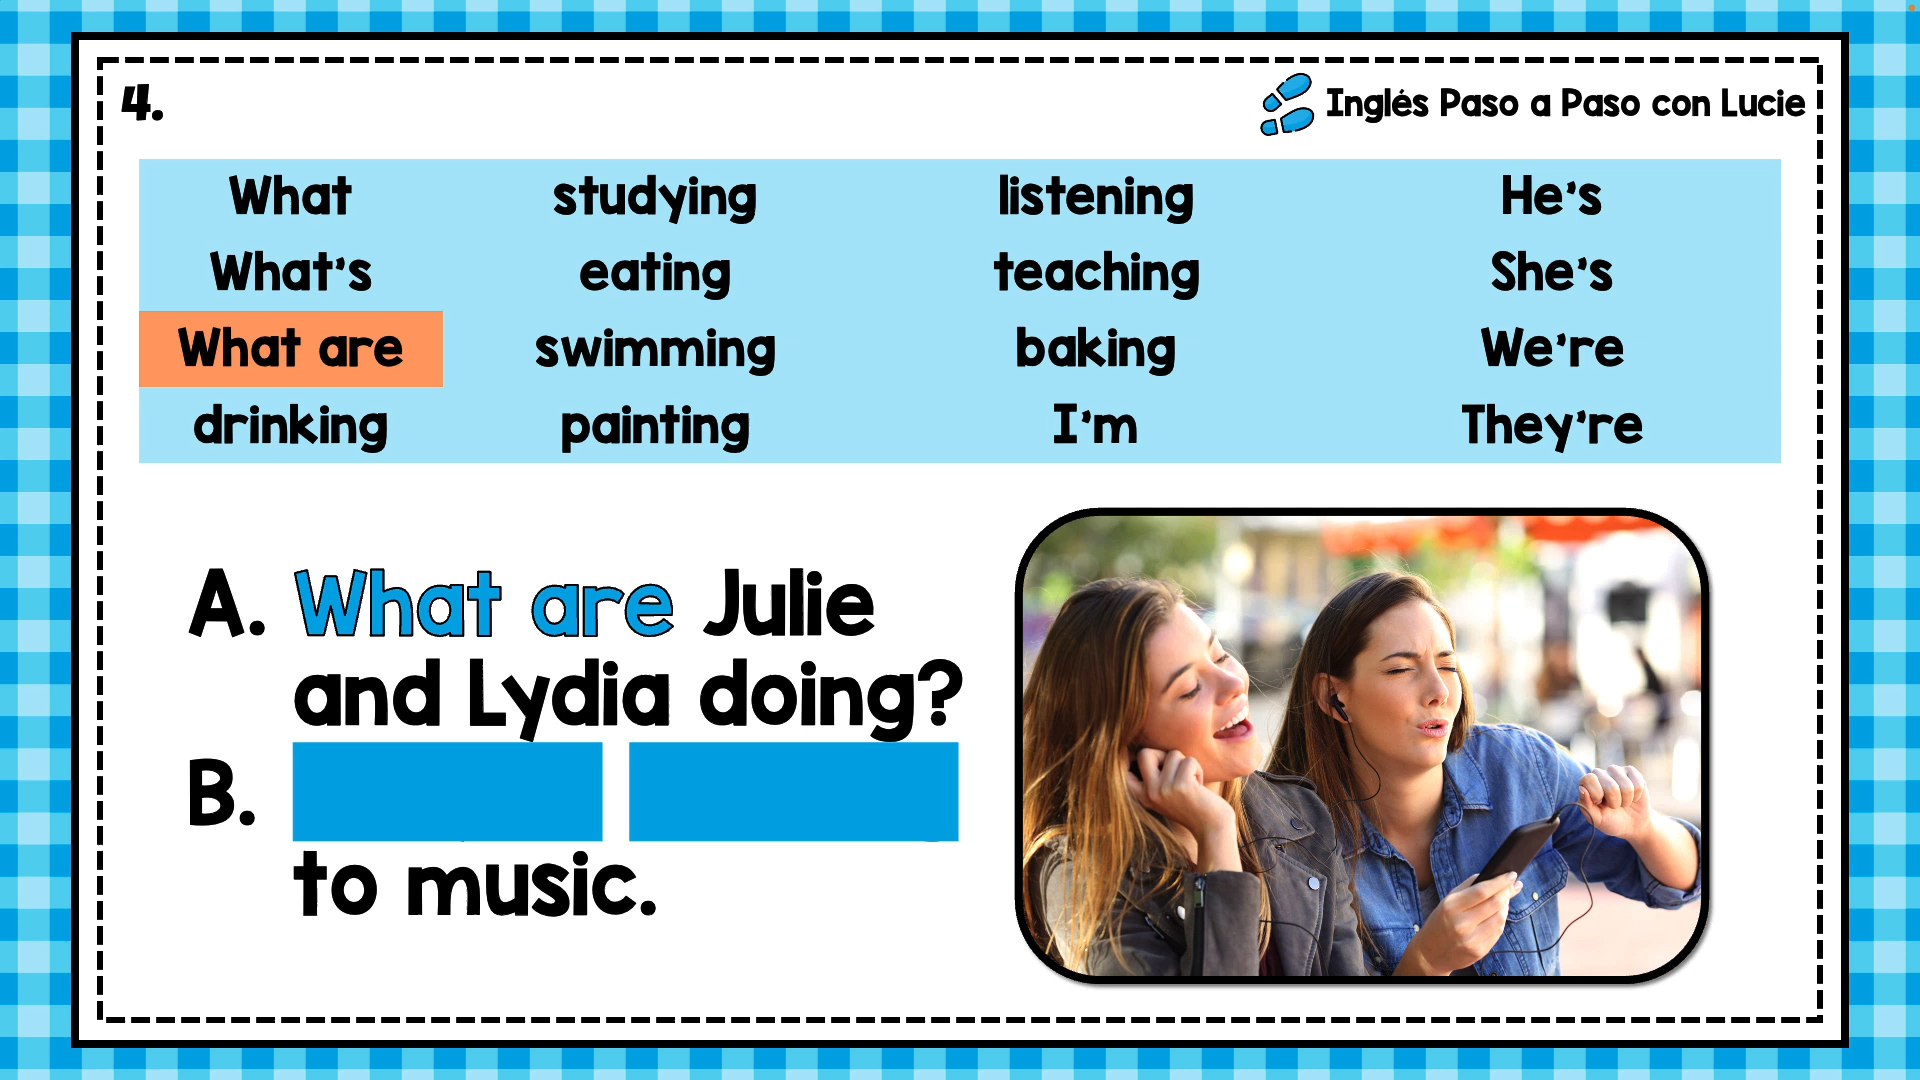 4.
Inglés Paso a Paso con Lucie
What studying listening He's
What's eating teaching She's
What are swimming baking We're
drinking painting I'm They're
A. What are Julie
and Lydia doing?
B.
to music.